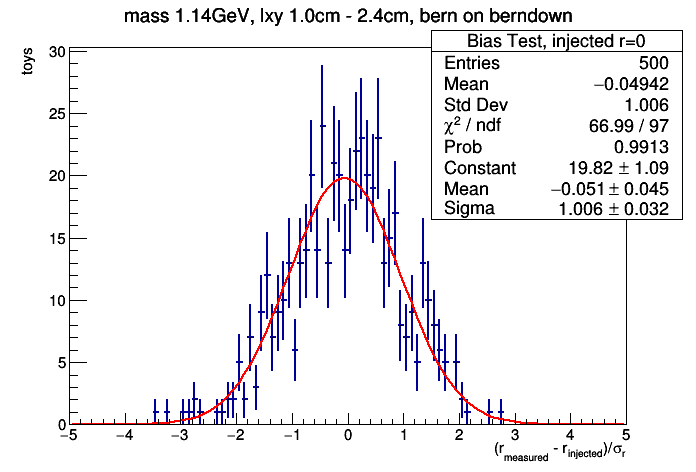 mass 1.14GeV, lxy 1.0cm - 2.4cm, bern on berndown
toys
30
25
20
15
10
5
0
Bias Test, injected r=0
Entries 500
Mean −0.04942
Std Dev 1.006
χ² / ndf 66.99 / 97
Prob 0.9913
Constant 19.82 ± 1.09
Mean −0.051 ± 0.045
Sigma 1.006 ± 0.032
−5 −4 −3 −2 −1 0 1 2 3 4 5
(r_measured - r_injected)/σ_r